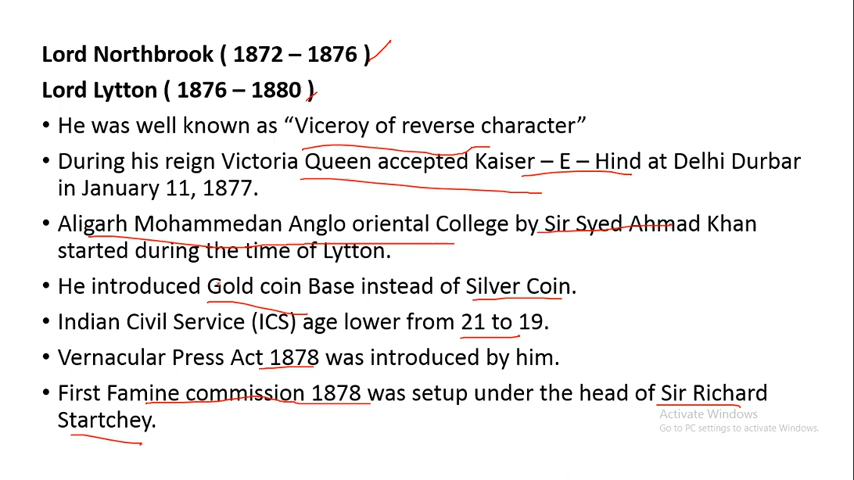 Lord Northbrook ( 1872 – 1876 )
Lord Lytton ( 1876 – 1880 )
• He was well known as “Viceroy of reverse character”
• During his reign Victoria Queen accepted Kaiser – E – Hind at Delhi Durbar
in January 11, 1877.
• Aligarh Mohammedan Anglo oriental College by Sir Syed Ahmad Khan
started during the time of Lytton.
• He introduced Gold coin Base instead of Silver Coin.
• Indian Civil Service (ICS) age lower from 21 to 19.
• Vernacular Press Act 1878 was introduced by him.
• First Famine commission 1878 was setup under the head of Sir Richard
Startchey.
Activate Windows
Go to PC settings to activate Windows.